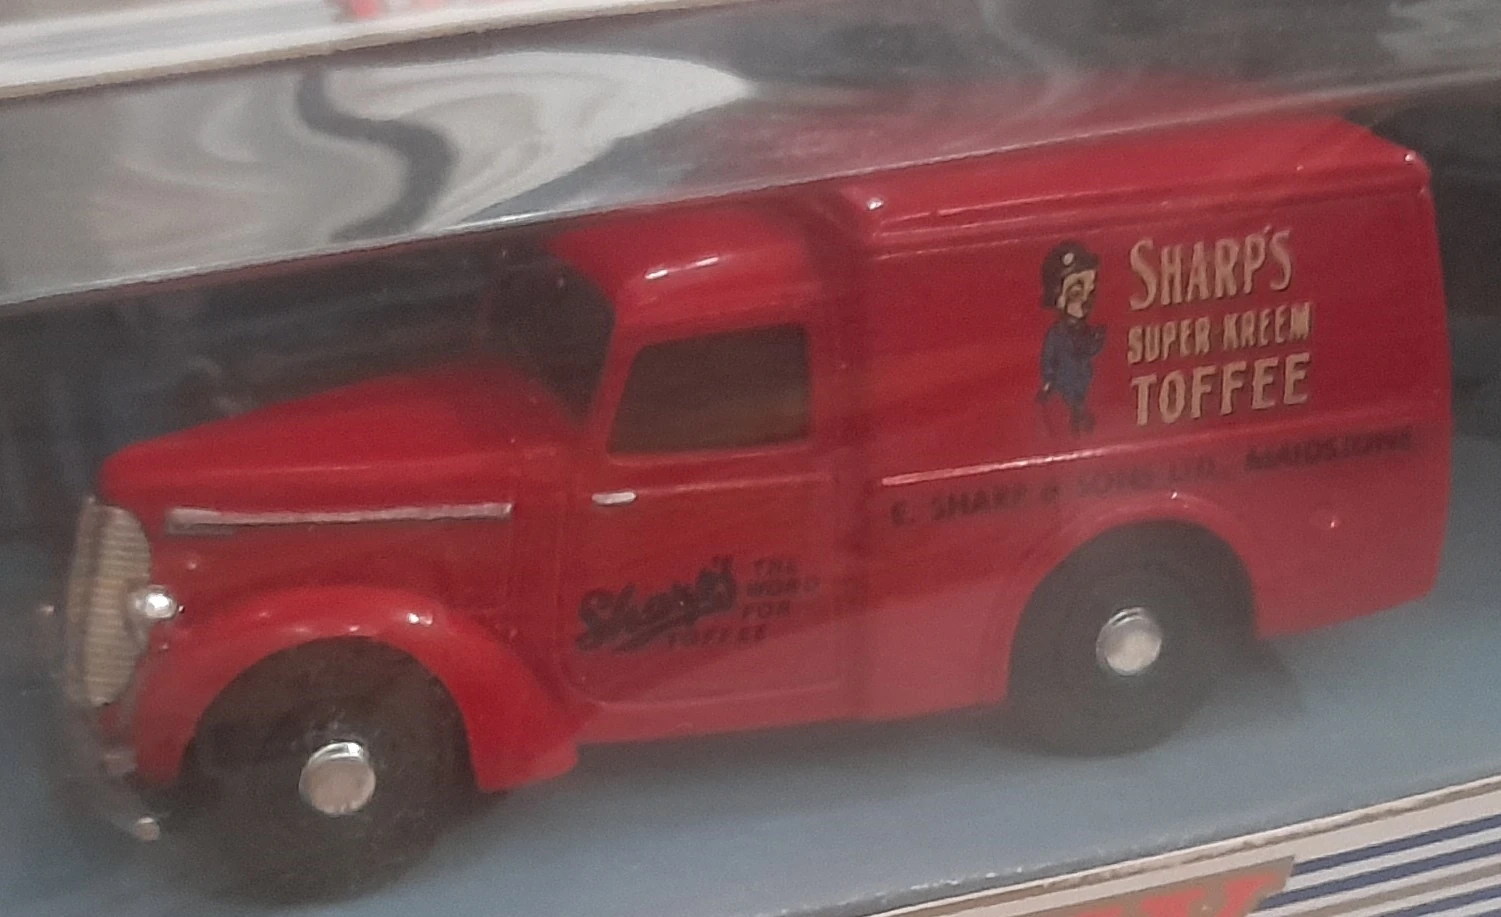 SHARP'S
SUPER-KREEM
TOFFEE
E. SHARP & SONS LTD., MAIDSTONE
Sharp's THE
WORD
FOR
TOFFEE